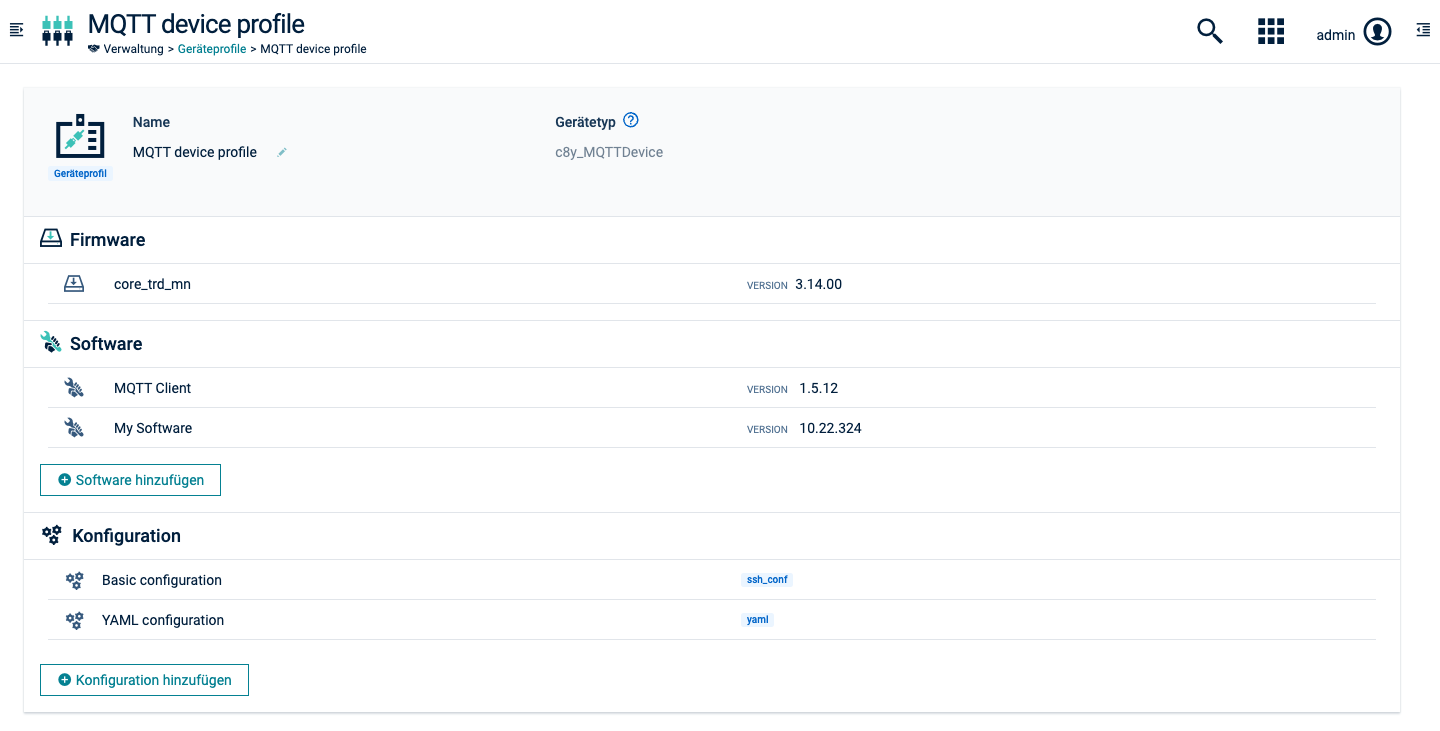 MQTT device profile
Verwaltung > Geräteprofile > MQTT device profile
admin
Name
Gerätetyp
MQTT device profile
c8y_MQTTDevice
Geräteprofil
Firmware
core_trd_mn VERSION 3.14.00
Software
MQTT Client VERSION 1.5.12
My Software VERSION 10.22.324
Software hinzufügen
Konfiguration
Basic configuration ssh_conf
YAML configuration yaml
Konfiguration hinzufügen